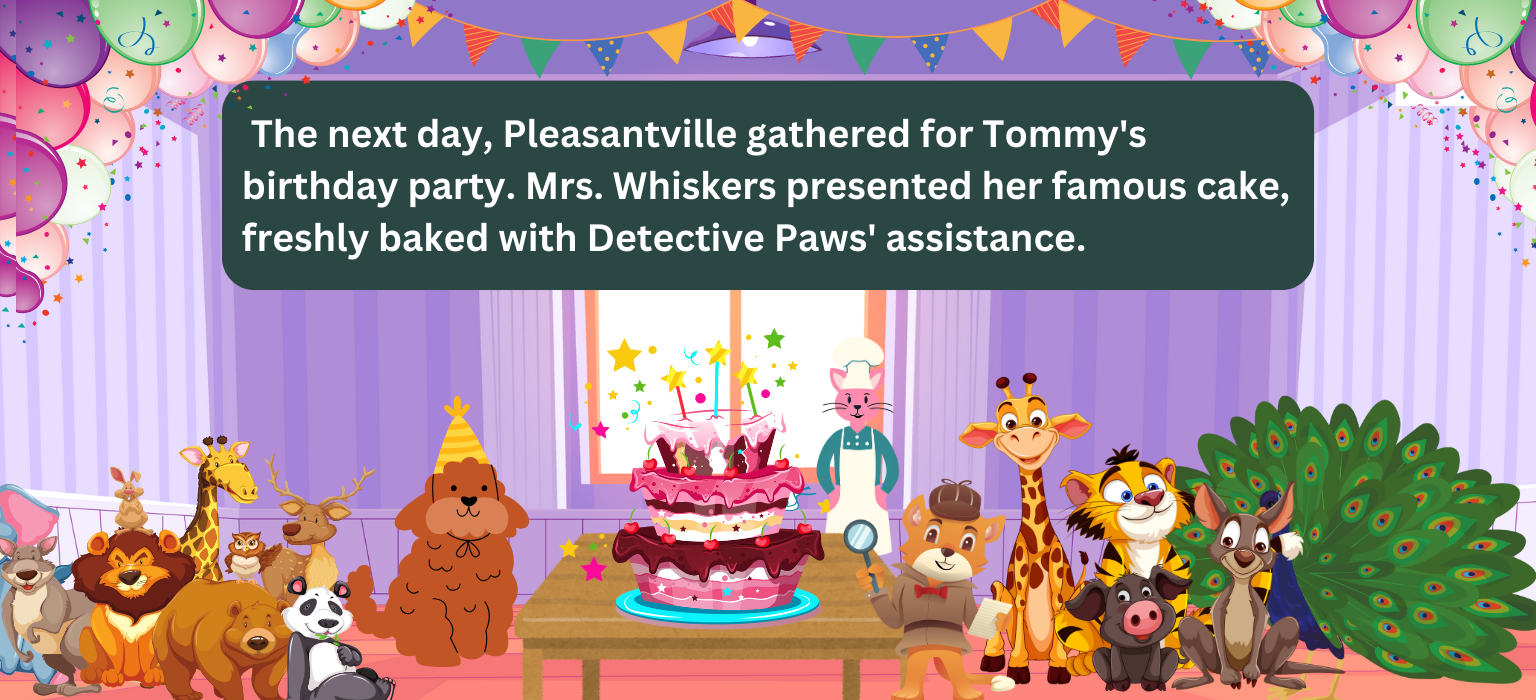 The next day, Pleasantville gathered for Tommy's
birthday party. Mrs. Whiskers presented her famous cake,
freshly baked with Detective Paws' assistance.